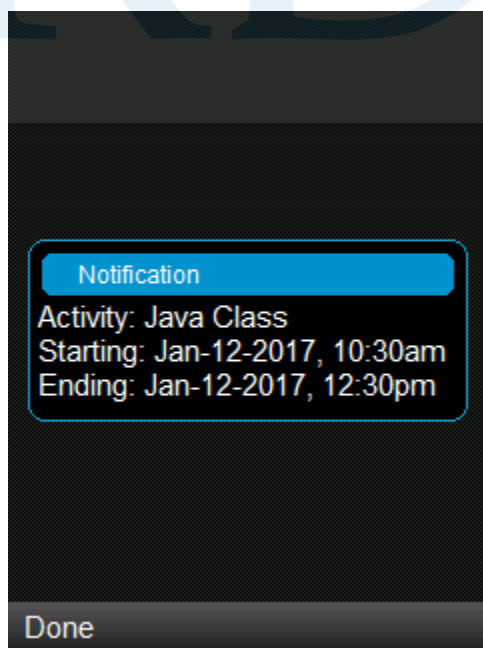 Notification
Activity: Java Class
Starting: Jan-12-2017, 10:30am
Ending: Jan-12-2017, 12:30pm
Done